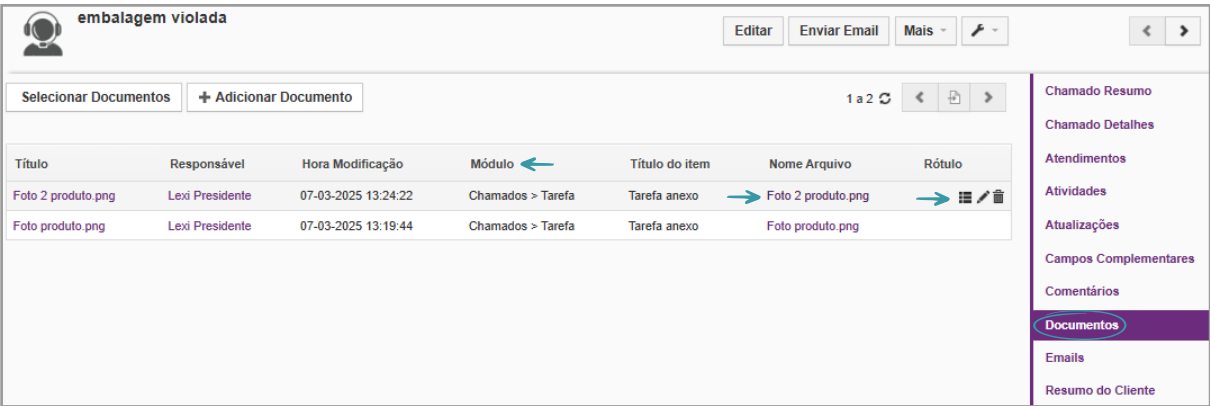 embalagem violada
Editar Enviar Email Mais
Selecionar Documentos + Adicionar Documento 1 a 2
Título Responsável Hora Modificação Módulo Título do item Nome Arquivo Rótulo
Foto 2 produto.png Lexi Presidente 07-03-2025 13:24:22 Chamados > Tarefa Tarefa anexo Foto 2 produto.png
Foto produto.png Lexi Presidente 07-03-2025 13:19:44 Chamados > Tarefa Tarefa anexo Foto produto.png
Chamado Resumo
Chamado Detalhes
Atendimentos
Atividades
Atualizações
Campos Complementares
Comentários
Documentos
Emails
Resumo do Cliente